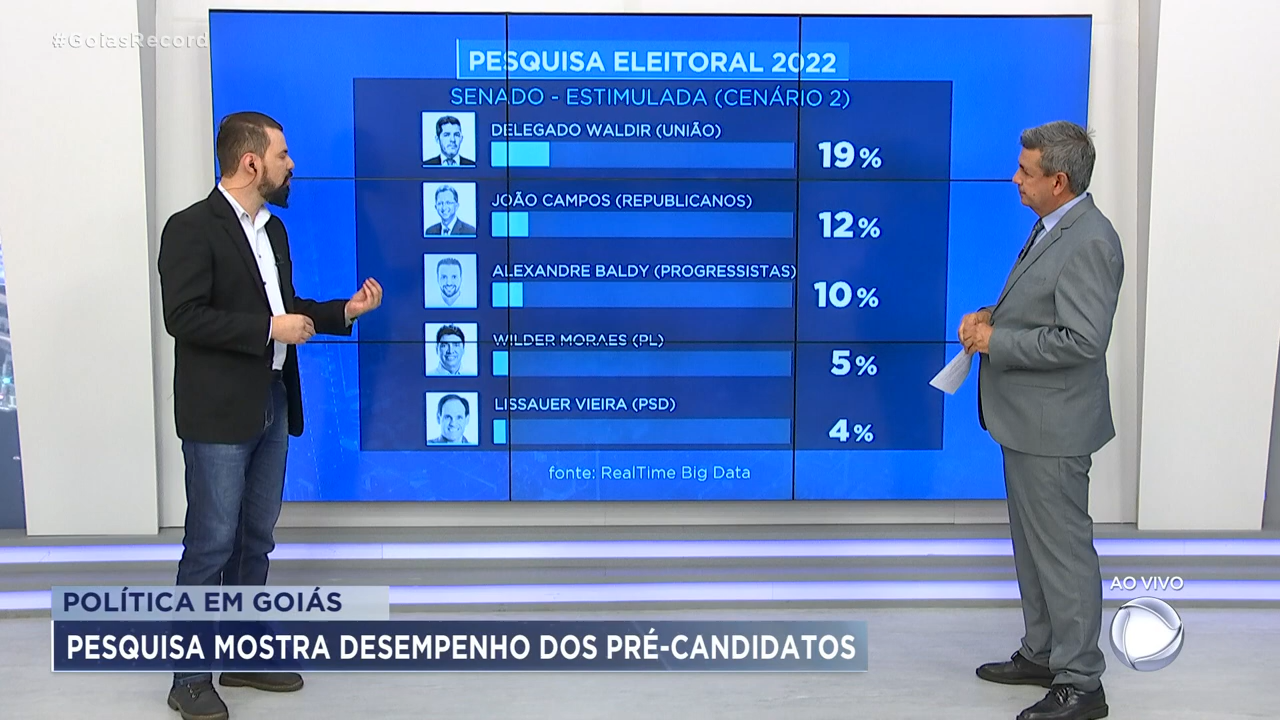 #GoiasRecord
PESQUISA ELEITORAL 2022
SENADO - ESTIMULADA (CENÁRIO 2)
DELEGADO WALDIR (UNIÃO)
19%
JOÃO CAMPOS (REPUBLICANOS)
12%
ALEXANDRE BALDY (PROGRESSISTAS)
10%
WILDER MORAES (PL)
5%
LISSAUER VIEIRA (PSD)
4%
fonte: RealTime Big Data
AO VIVO
POLÍTICA EM GOIÁS
PESQUISA MOSTRA DESEMPENHO DOS PRÉ-CANDIDATOS